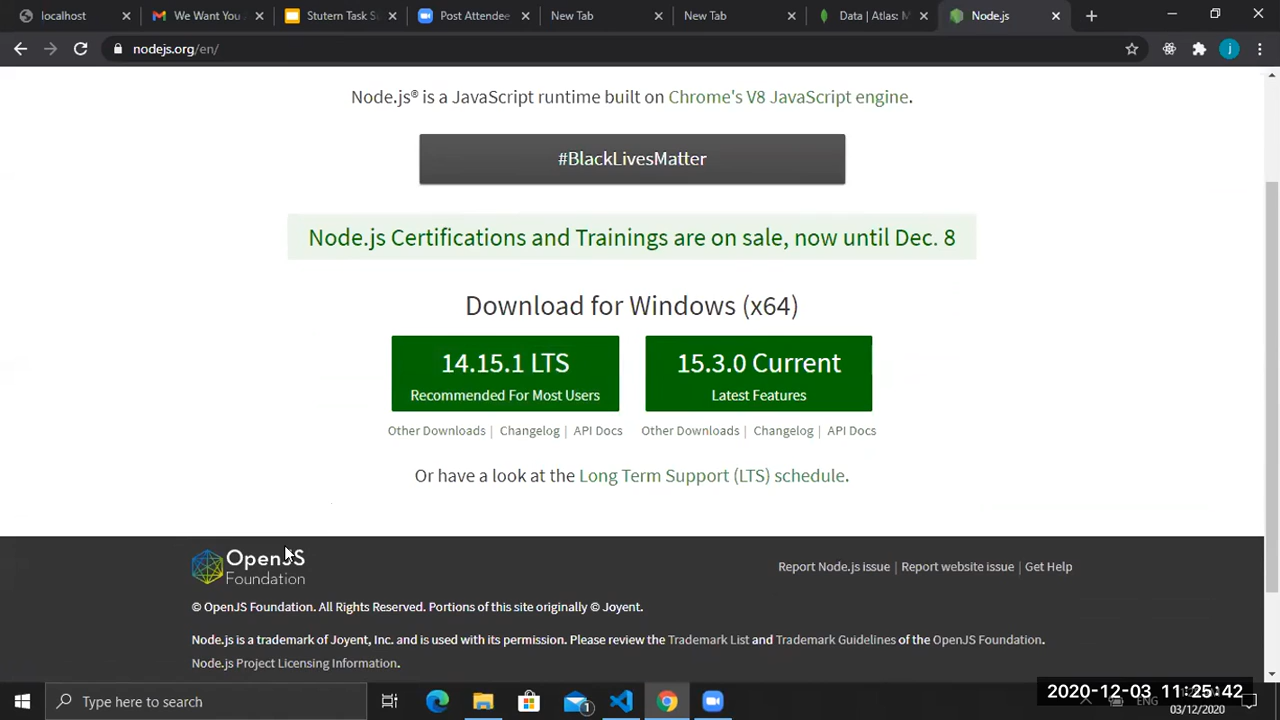 localhost
We Want You
Stutern Task S
Post Attendee
New Tab
New Tab
Data | Atlas: M
Node.js
nodejs.org/en/
j
Node.js® is a JavaScript runtime built on Chrome's V8 JavaScript engine.
#BlackLivesMatter
Node.js Certifications and Trainings are on sale, now until Dec. 8
Download for Windows (x64)
14.15.1 LTS
Recommended For Most Users
15.3.0 Current
Latest Features
Other Downloads | Changelog | API Docs
Other Downloads | Changelog | API Docs
Or have a look at the Long Term Support (LTS) schedule.
OpenJS
Foundation
Report Node.js issue | Report website issue | Get Help
© OpenJS Foundation. All Rights Reserved. Portions of this site originally © Joyent.
Node.js is a trademark of Joyent, Inc. and is used with its permission. Please review the Trademark List and Trademark Guidelines of the OpenJS Foundation.
Node.js Project Licensing Information.
Type here to search
1
2020-12-03 11:25:42
ENG
03/12/2020